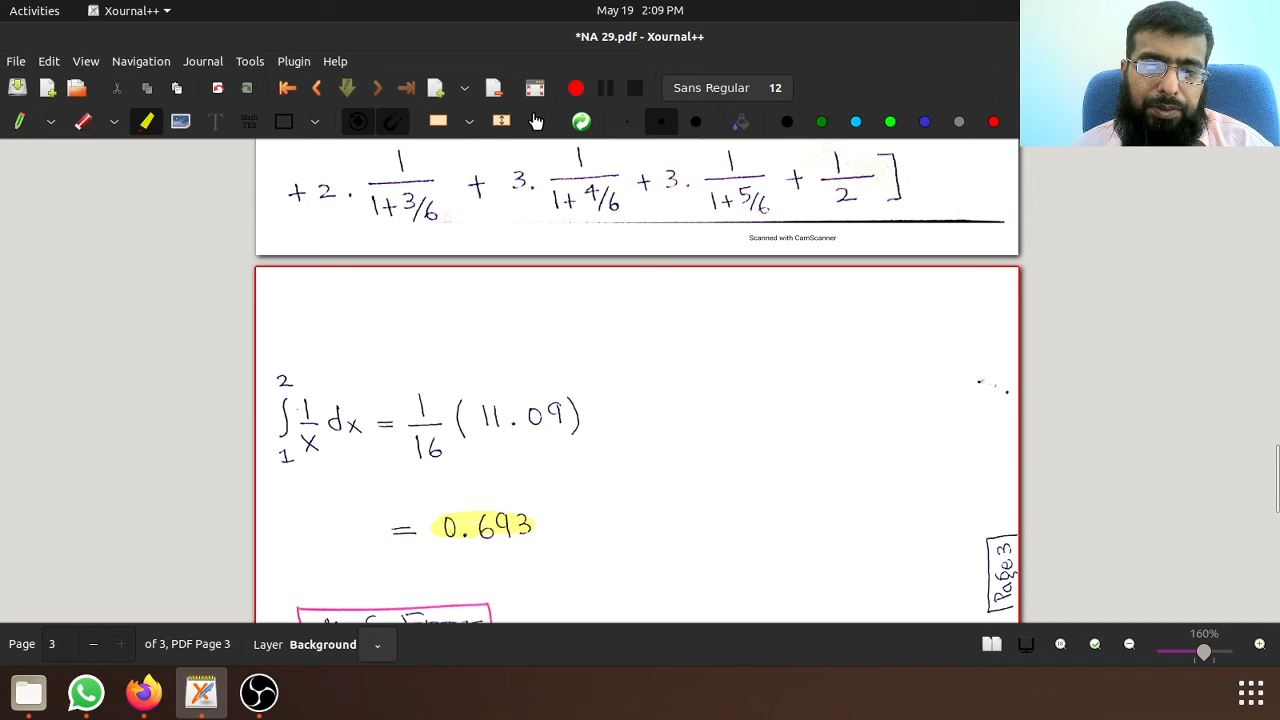 Activities
Xournal++
May 19 2:09 PM
*NA 29.pdf - Xournal++
File Edit View Navigation Journal Tools Plugin Help
Math TEX
Sans Regular 12
+ 2 . 1/(1+3/6) + 3. 1/(1+4/6) + 3. 1/(1+5/6) + 1/2 ]
Scanned with CamScanner
∫₁² 1/x dx = 1/16 ( 11.09)
= 0.693
Page 3
Page 3 of 3, PDF Page 3
Layer Background
160%